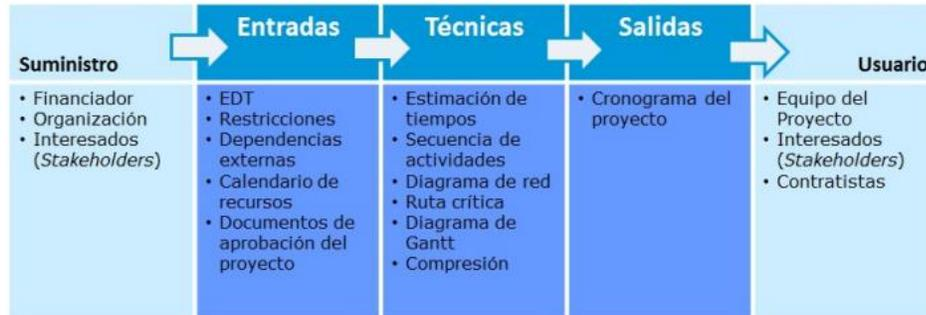 Suministro
Entradas
Técnicas
Salidas
Usuario
• Financiador
• Organización
• Interesados
(Stakeholders)
• EDT
• Restricciones
• Dependencias
externas
• Calendario de
recursos
• Documentos de
aprobación del
proyecto
• Estimación de
tiempos
• Secuencia de
actividades
• Diagrama de red
• Ruta crítica
• Diagrama de
Gantt
• Compresión
• Cronograma del
proyecto
• Equipo del
Proyecto
• Interesados
(Stakeholders)
• Contratistas